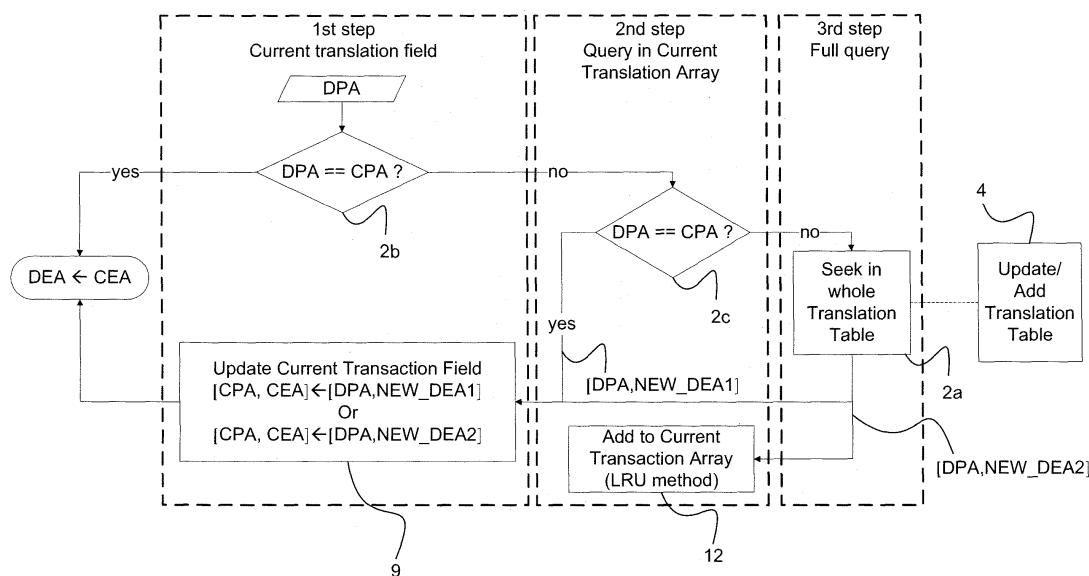 1st step
Current translation field
2nd step
Query in Current
Translation Array
3rd step
Full query
DPA
DPA == CPA ?
yes
no
2b
DPA == CPA ?
no
yes
2c
4
Seek in
whole
Translation
Table
2a
Update/
Add
Translation
Table
DEA ← CEA
Update Current Transaction Field
[CPA, CEA]←[DPA,NEW_DEA1]
Or
[CPA, CEA]←[DPA,NEW_DEA2]
9
[DPA,NEW_DEA1]
Add to Current
Transaction Array
(LRU method)
12
[DPA,NEW_DEA2]